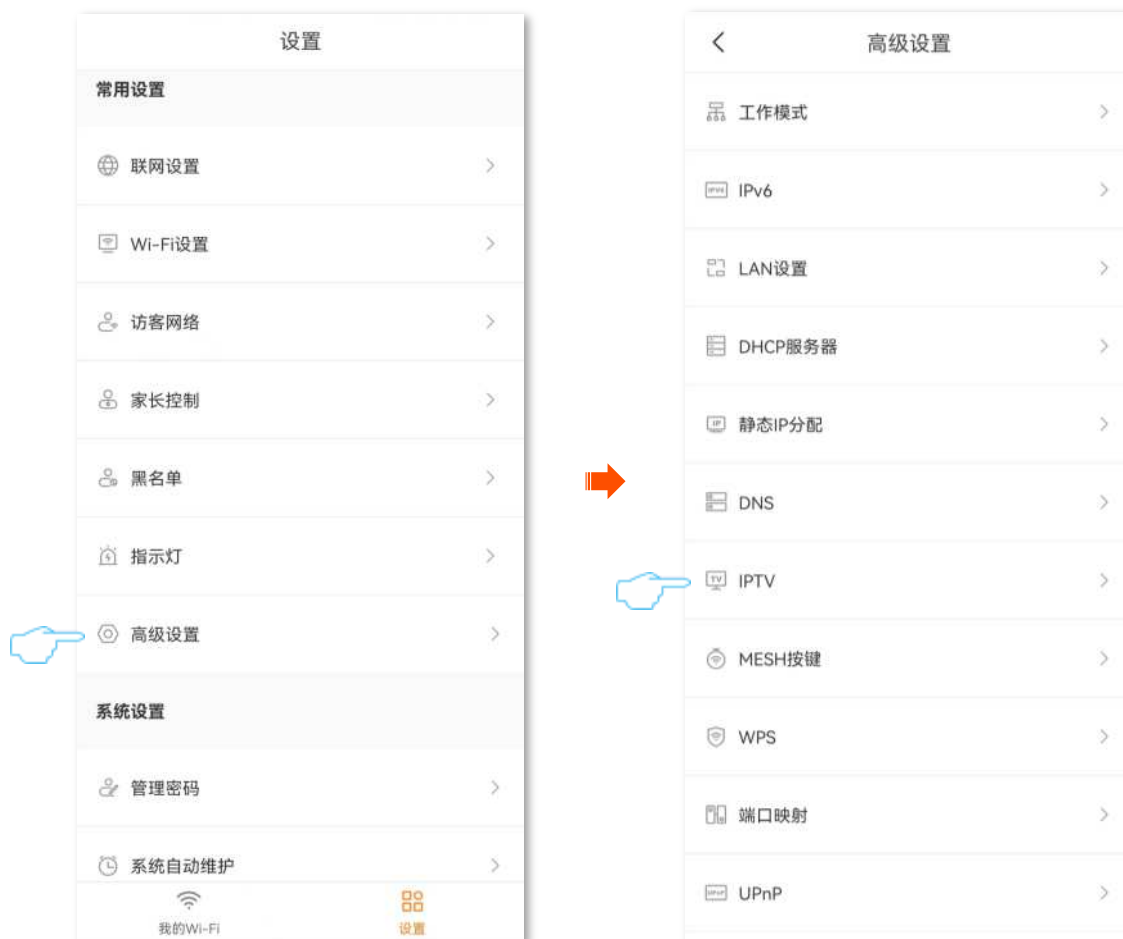 设置
常用设置
联网设置
Wi-Fi设置
访客网络
家长控制
黑名单
指示灯
高级设置
系统设置
管理密码
系统自动维护
我的Wi-Fi
设置
高级设置
工作模式
IPV6 IPv6
LAN设置
DHCP服务器
IP 静态IP分配
DNS
TV IPTV
MESH按键
WPS
端口映射
UPnP UPnP